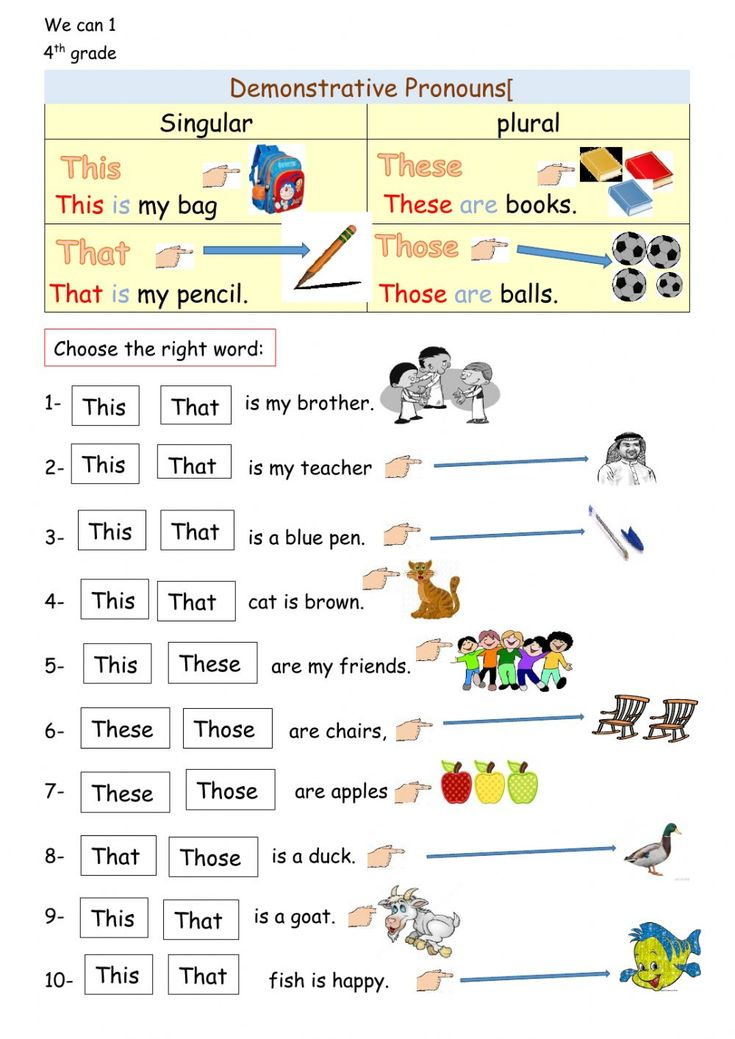 We can 1
4th grade
Demonstrative Pronouns[
Singular plural
This These
This is my bag These are books.
That Those
That is my pencil. Those are balls.
Choose the right word:
1- This That is my brother.
2- This That is my teacher
3- This That is a blue pen.
4- This That cat is brown.
5- This These are my friends.
6- These Those are chairs,
7- These Those are apples
8- That Those is a duck.
9- This That is a goat.
10- This That fish is happy.